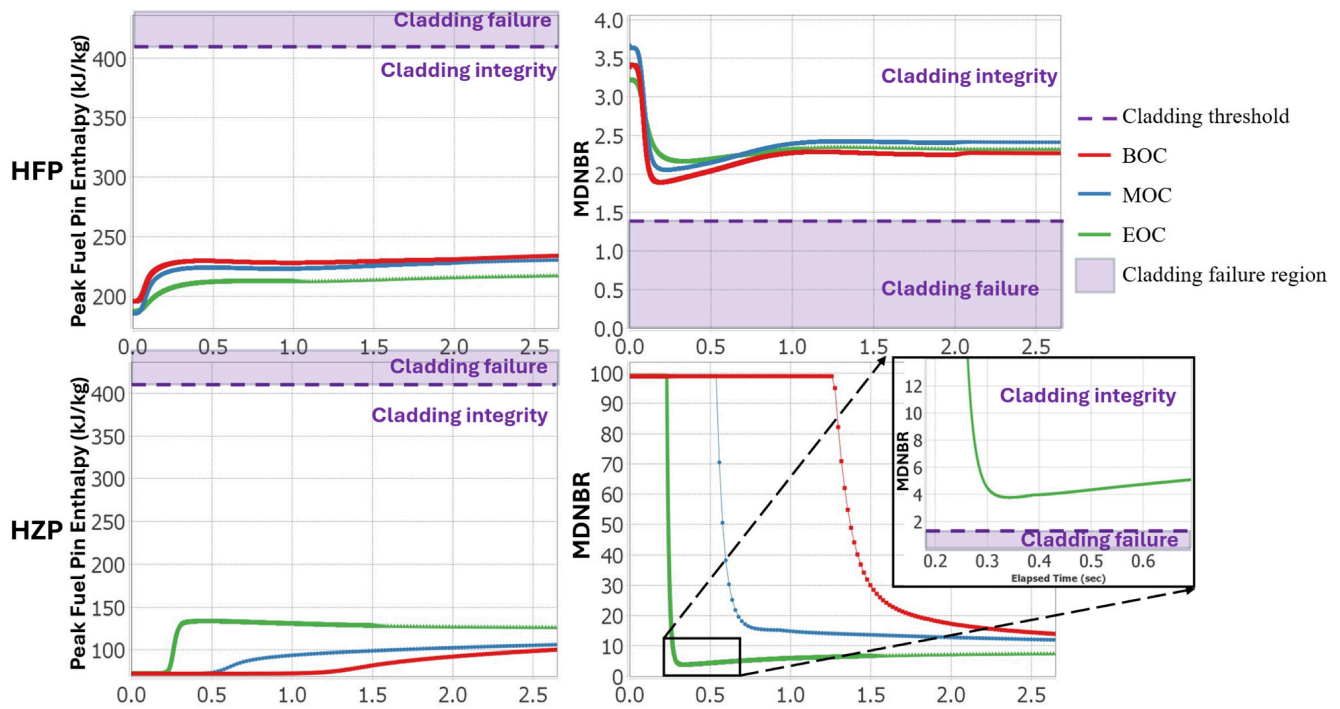 HFP
Peak Fuel Pin Enthalpy (kJ/kg)
400
350
300
250
200
Cladding failure
Cladding integrity
0.0 0.5 1.0 1.5 2.0 2.5
MDNBR
4.0
3.5
3.0
2.5
2.0
1.5
1.0
0.5
0.0
Cladding integrity
Cladding failure
0.0 0.5 1.0 1.5 2.0 2.5
Cladding threshold
BOC
MOC
EOC
Cladding failure region
HZP
Peak Fuel Pin Enthalpy (kJ/kg)
400
350
300
250
200
150
100
Cladding failure
Cladding integrity
0.0 0.5 1.0 1.5 2.0 2.5
MDNBR
100
90
80
70
60
50
40
30
20
10
0
0.0 0.5 1.0 1.5 2.0 2.5
MDNBR
12
10
8
6
4
2
Cladding integrity
Cladding failure
0.2 0.3 0.4 0.5 0.6
Elapsed Time (sec)